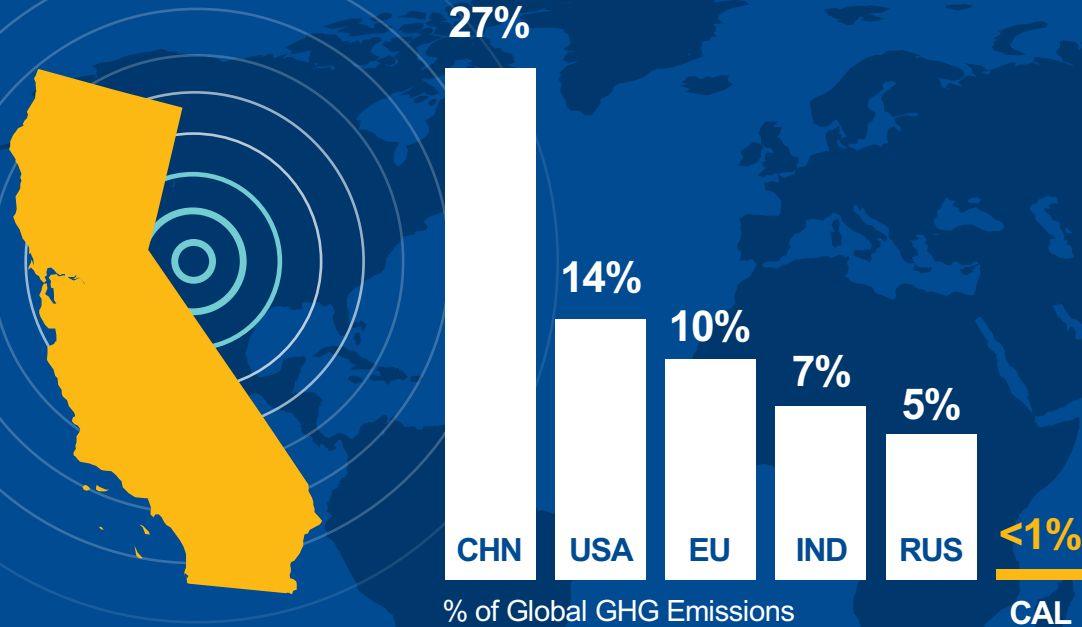 27%
14%
10%
7%
5%
<1%
CHN
USA
EU
IND
RUS
CAL
% of Global GHG Emissions